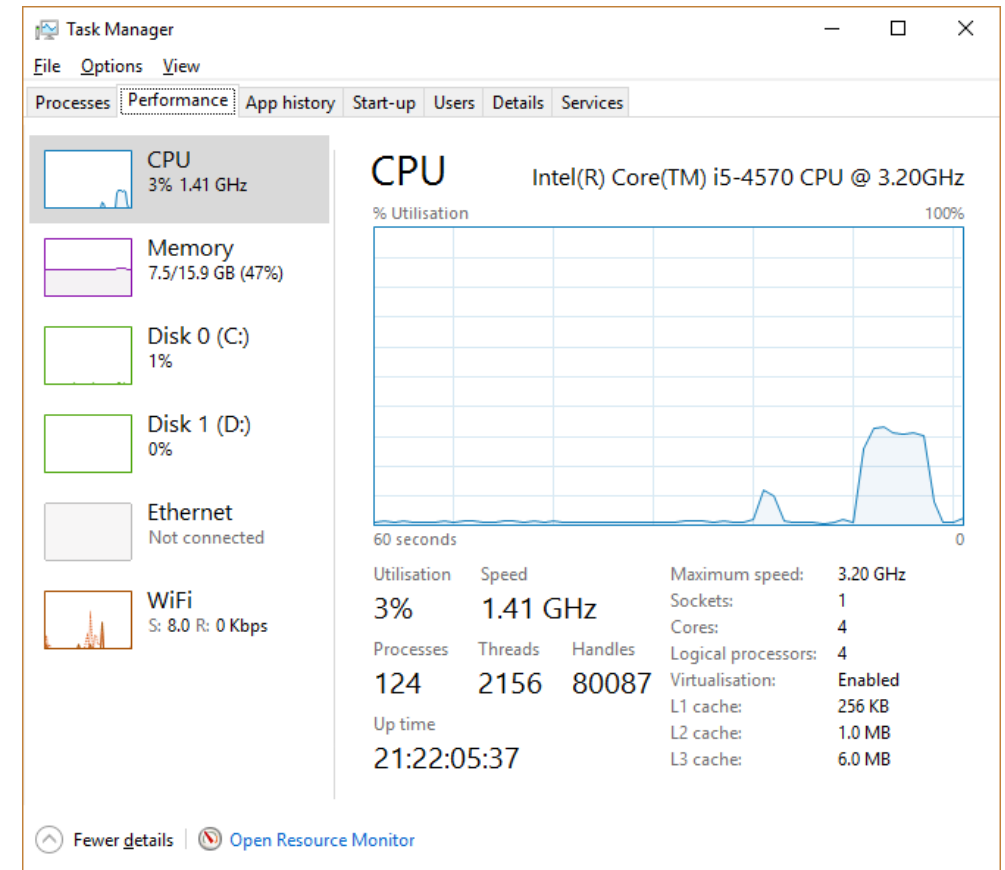 Task Manager
File Options View
Processes Performance App history Start-up Users Details Services
CPU
3% 1.41 GHz
Memory
7.5/15.9 GB (47%)
Disk 0 (C:)
1%
Disk 1 (D:)
0%
Ethernet
Not connected
WiFi
S: 8.0 R: 0 Kbps
CPU Intel(R) Core(TM) i5-4570 CPU @ 3.20GHz
% Utilisation 100%
60 seconds 0
Utilisation Speed
3% 1.41 GHz
Processes Threads Handles
124 2156 80087
Up time
21:22:05:37
Maximum speed: 3.20 GHz
Sockets: 1
Cores: 4
Logical processors: 4
Virtualisation: Enabled
L1 cache: 256 KB
L2 cache: 1.0 MB
L3 cache: 6.0 MB
Fewer details Open Resource Monitor